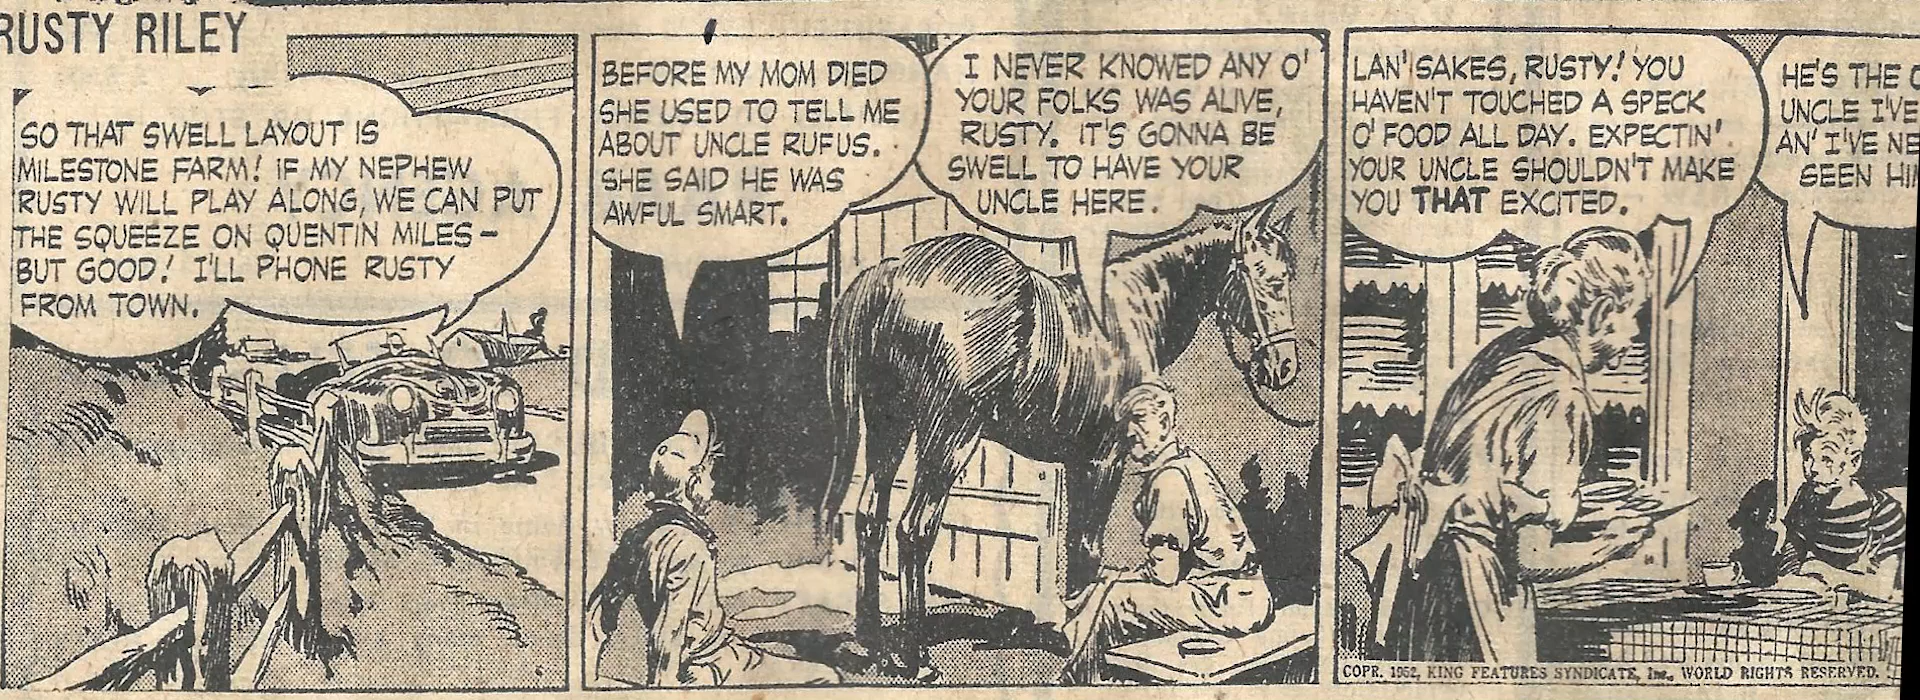 RUSTY RILEY
SO THAT SWELL LAYOUT IS
MILESTONE FARM! IF MY NEPHEW
RUSTY WILL PLAY ALONG, WE CAN PUT
THE SQUEEZE ON QUENTIN MILES –
BUT GOOD! I'LL PHONE RUSTY
FROM TOWN.
BEFORE MY MOM DIED
SHE USED TO TELL ME
ABOUT UNCLE RUFUS.
SHE SAID HE WAS
AWFUL SMART.
I NEVER KNOWED ANY O'
YOUR FOLKS WAS ALIVE,
RUSTY. IT'S GONNA BE
SWELL TO HAVE YOUR
UNCLE HERE.
LAN' SAKES, RUSTY! YOU
HAVEN'T TOUCHED A SPECK
O' FOOD ALL DAY. EXPECTIN'
YOUR UNCLE SHOULDN'T MAKE
YOU THAT EXCITED.
HE'S THE
UNCLE I'VE
AN' I'VE
SEEN
COPR. 1952, KING FEATURES SYNDICATE, Inc., WORLD RIGHTS RESERVED.